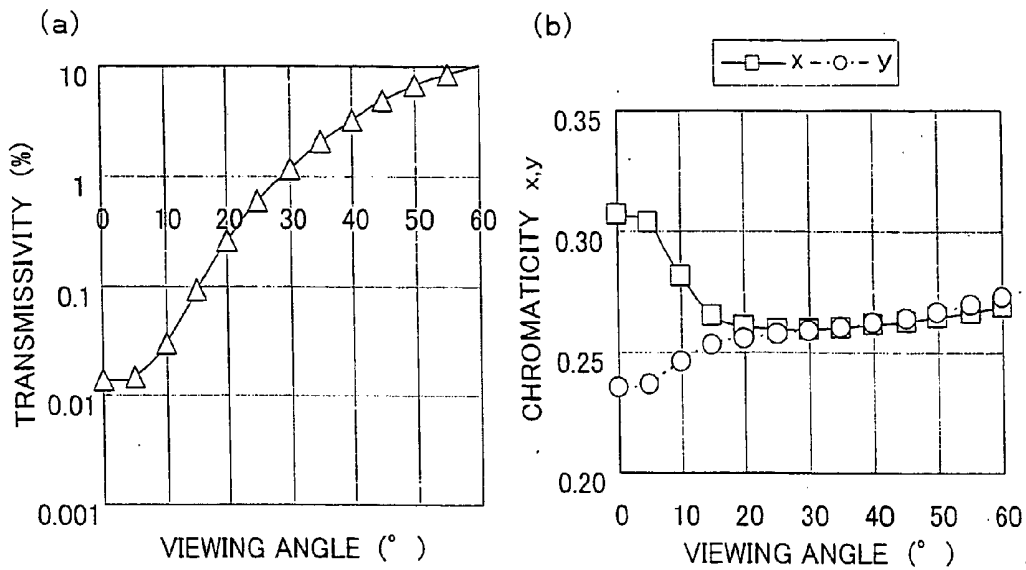 (a)
TRANSMISSIVITY (%)
10
1
0.1
0.01
0.001
0 10 20 30 40 50 60
VIEWING ANGLE (°)
(b)
x y
CHROMATICITY x,y
0.35
0.30
0.25
0.20
0 10 20 30 40 50 60
VIEWING ANGLE (°)